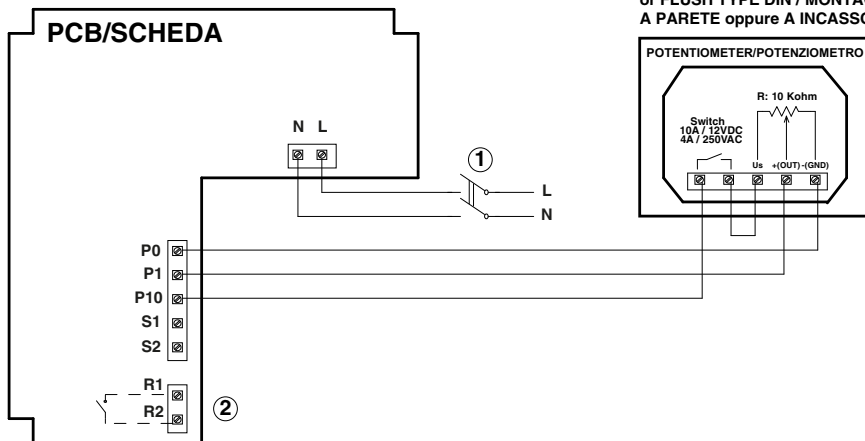 or FLUSH TYPE DIN / MONTA
A PARETE oppure A INCASSO
PCB/SCHEDA
POTENTIOMETER/POTENZIOMETRO
R: 10 Kohm
Switch
10A / 12VDC
4A / 250VAC
Us +(OUT) -(GND)
N L
1
L
N
P0
P1
P10
S1
S2
R1
R2
2